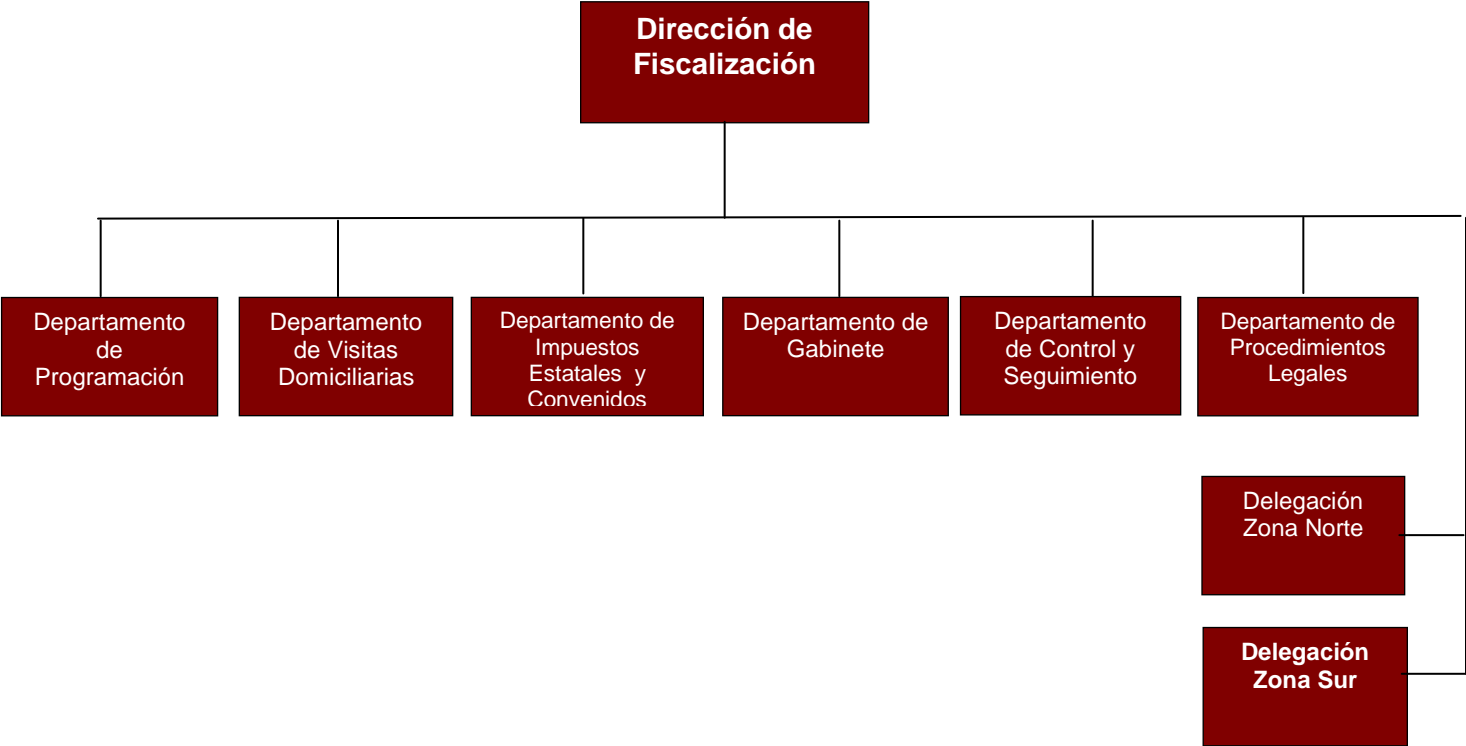 Dirección de
Fiscalización
Departamento
de
Programación
Departamento
de Visitas
Domiciliarias
Departamento de
Impuestos
Estatales y
Convenidos
Departamento de
Gabinete
Departamento
de Control y
Seguimiento
Departamento de
Procedimientos
Legales
Delegación
Zona Norte
Delegación
Zona Sur